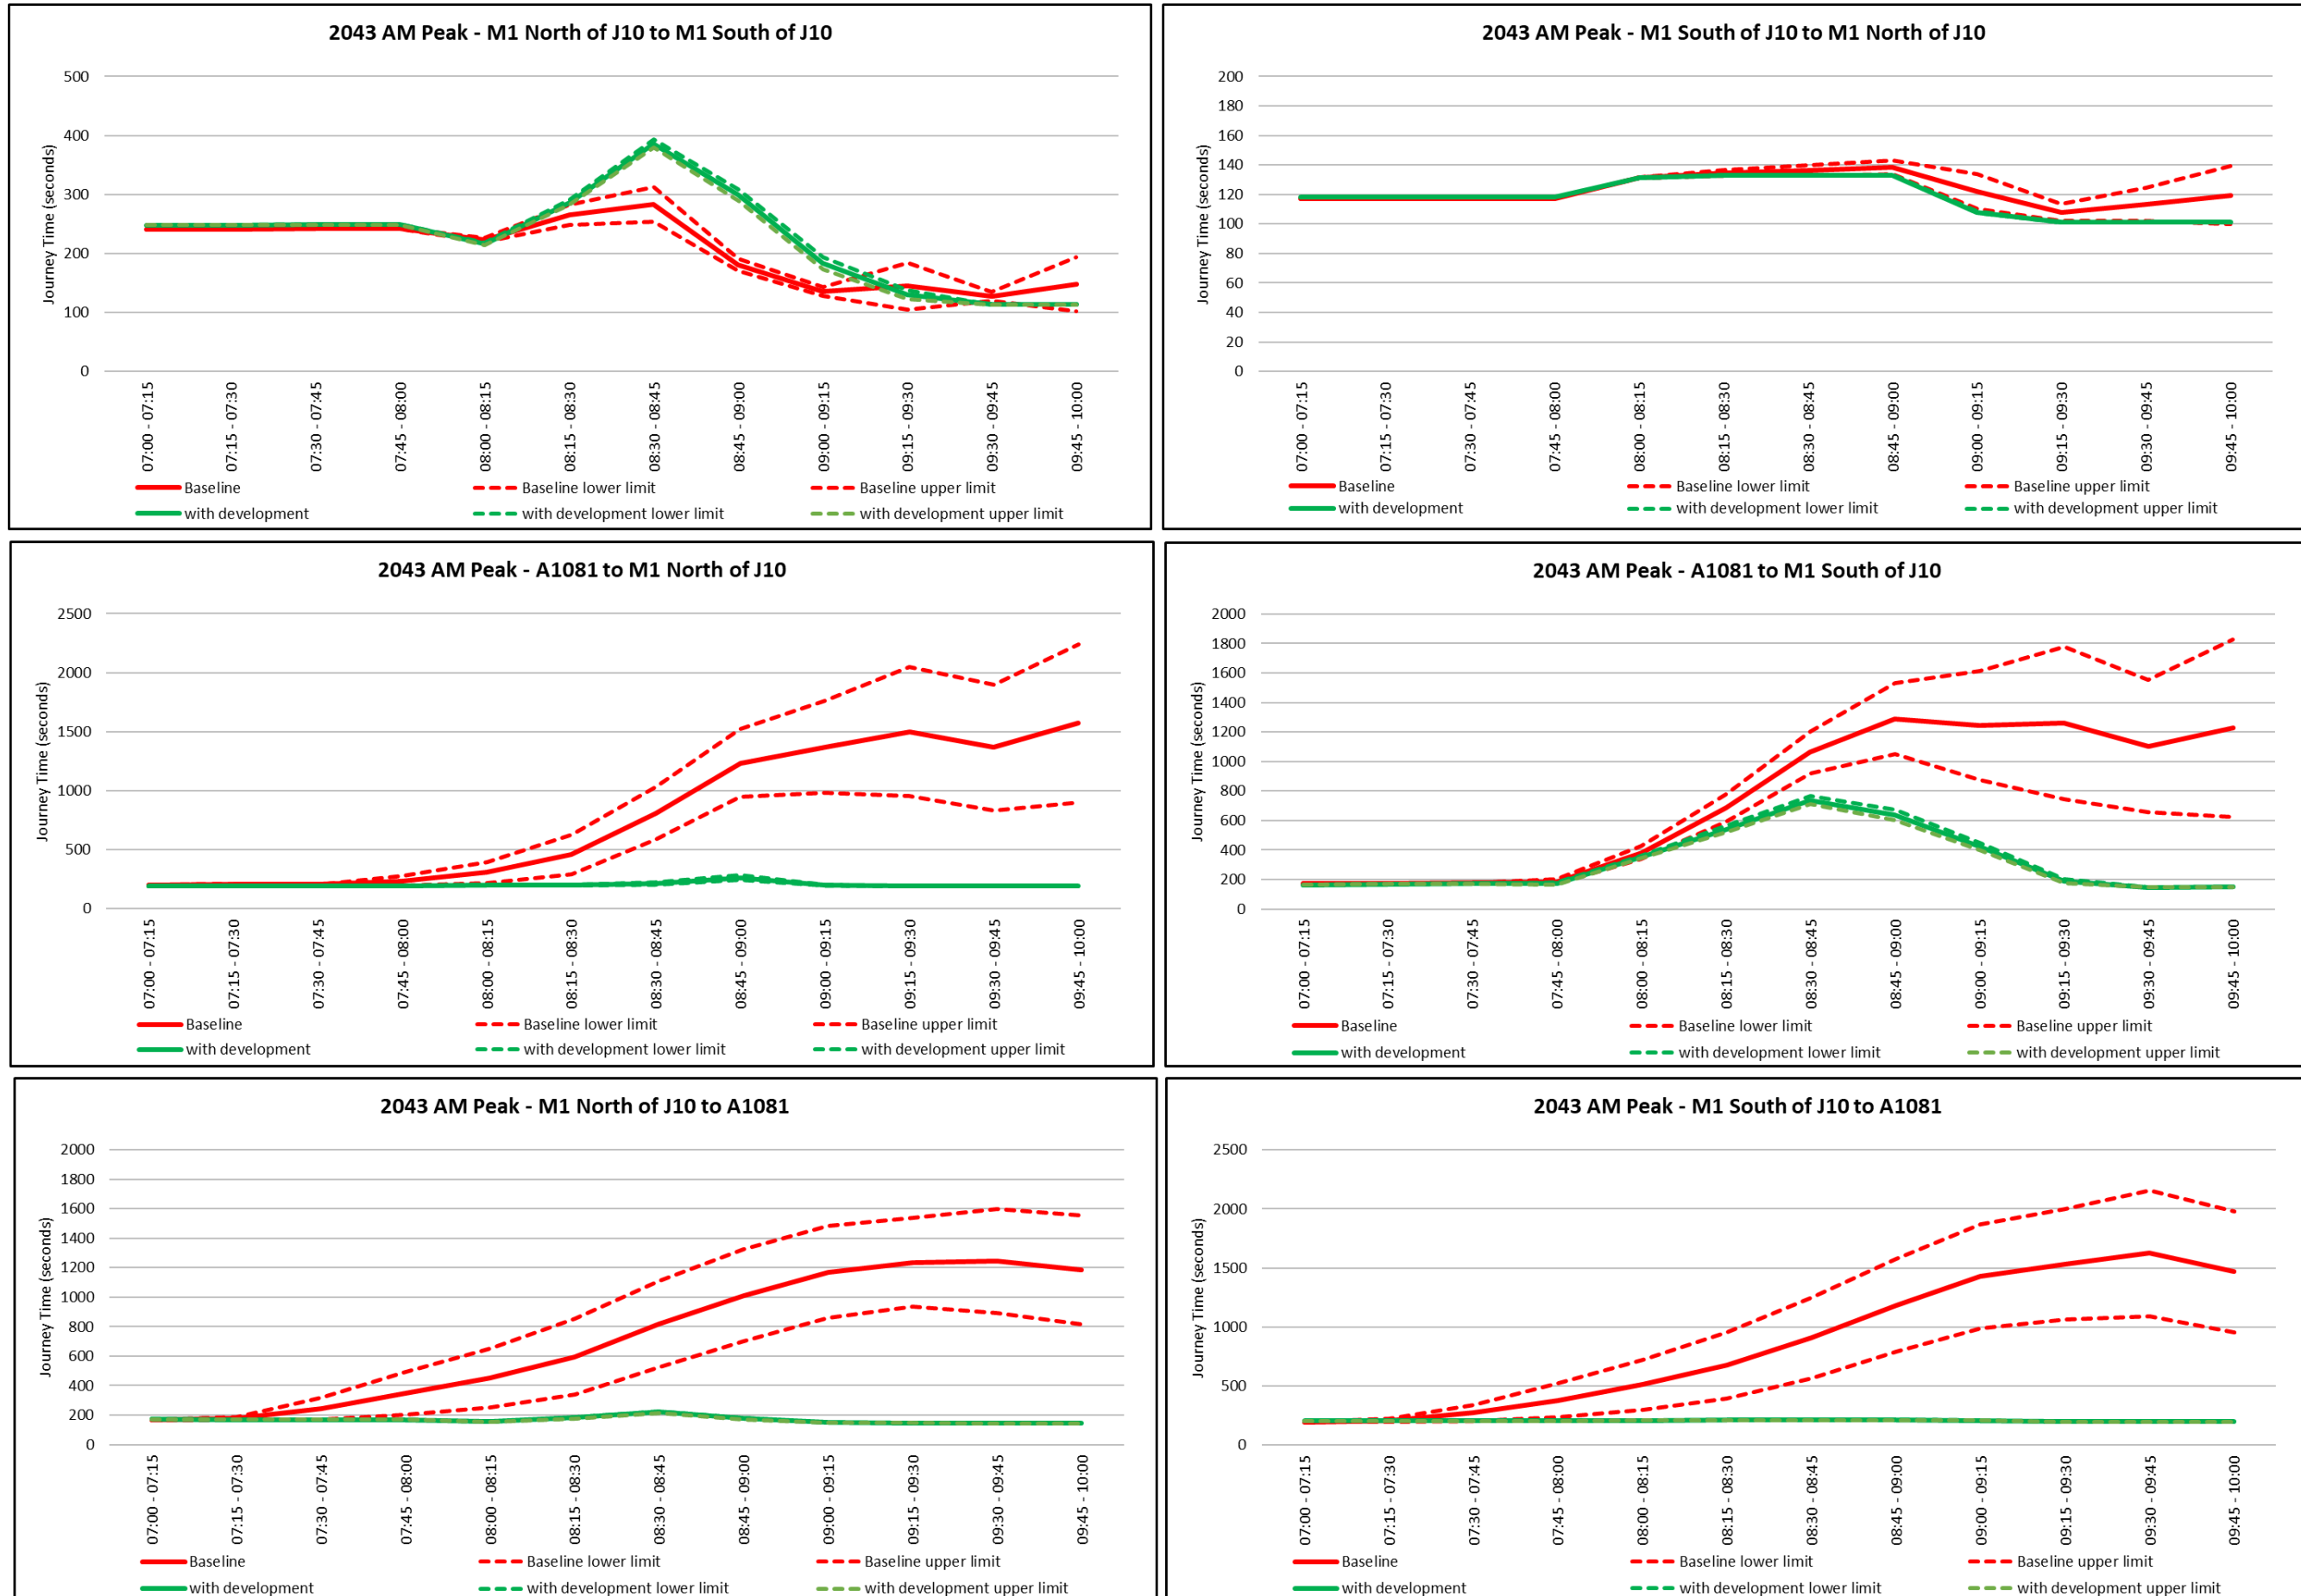 2043 AM Peak - M1 North of J10 to M1 South of J10
Journey Time (seconds)
500
400
300
200
100
0
07:00 - 07:15
07:15 - 07:30
07:30 - 07:45
07:45 - 08:00
08:00 - 08:15
08:15 - 08:30
08:30 - 08:45
08:45 - 09:00
09:00 - 09:15
09:15 - 09:30
09:30 - 09:45
09:45 - 10:00
Baseline
Baseline lower limit
Baseline upper limit
with development
with development lower limit
with development upper limit
2043 AM Peak - M1 South of J10 to M1 North of J10
Journey Time (seconds)
200
180
160
140
120
100
80
60
40
20
0
07:00 - 07:15
07:15 - 07:30
07:30 - 07:45
07:45 - 08:00
08:00 - 08:15
08:15 - 08:30
08:30 - 08:45
08:45 - 09:00
09:00 - 09:15
09:15 - 09:30
09:30 - 09:45
09:45 - 10:00
Baseline
Baseline lower limit
Baseline upper limit
with development
with development lower limit
with development upper limit
2043 AM Peak - A1081 to M1 North of J10
Journey Time (seconds)
2500
2000
1500
1000
500
0
07:00 - 07:15
07:15 - 07:30
07:30 - 07:45
07:45 - 08:00
08:00 - 08:15
08:15 - 08:30
08:30 - 08:45
08:45 - 09:00
09:00 - 09:15
09:15 - 09:30
09:30 - 09:45
09:45 - 10:00
Baseline
Baseline lower limit
Baseline upper limit
with development
with development lower limit
with development upper limit
2043 AM Peak - A1081 to M1 South of J10
Journey Time (seconds)
2000
1800
1600
1400
1200
1000
800
600
400
200
0
07:00 - 07:15
07:15 - 07:30
07:30 - 07:45
07:45 - 08:00
08:00 - 08:15
08:15 - 08:30
08:30 - 08:45
08:45 - 09:00
09:00 - 09:15
09:15 - 09:30
09:30 - 09:45
09:45 - 10:00
Baseline
Baseline lower limit
Baseline upper limit
with development
with development lower limit
with development upper limit
2043 AM Peak - M1 North of J10 to A1081
Journey Time (seconds)
2000
1800
1600
1400
1200
1000
800
600
400
200
0
07:00 - 07:15
07:15 - 07:30
07:30 - 07:45
07:45 - 08:00
08:00 - 08:15
08:15 - 08:30
08:30 - 08:45
08:45 - 09:00
09:00 - 09:15
09:15 - 09:30
09:30 - 09:45
09:45 - 10:00
Baseline
Baseline lower limit
Baseline upper limit
with development
with development lower limit
with development upper limit
2043 AM Peak - M1 South of J10 to A1081
Journey Time (seconds)
2500
2000
1500
1000
500
0
07:00 - 07:15
07:15 - 07:30
07:30 - 07:45
07:45 - 08:00
08:00 - 08:15
08:15 - 08:30
08:30 - 08:45
08:45 - 09:00
09:00 - 09:15
09:15 - 09:30
09:30 - 09:45
09:45 - 10:00
Baseline
Baseline lower limit
Baseline upper limit
with development
with development lower limit
with development upper limit